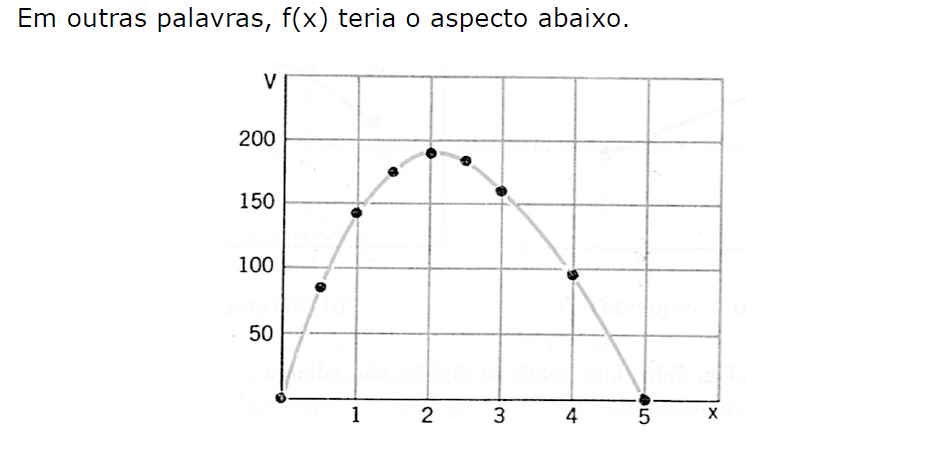 Em outras palavras, f(x) teria o aspecto abaixo.
V
200
150
100
50
1 2 3 4 5 x